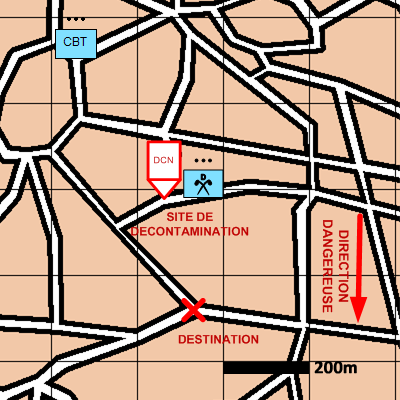 CBT
DCN
SITE DE
DECONTAMINATION
DIRECTION
DANGEREUSE
DESTINATION
200m